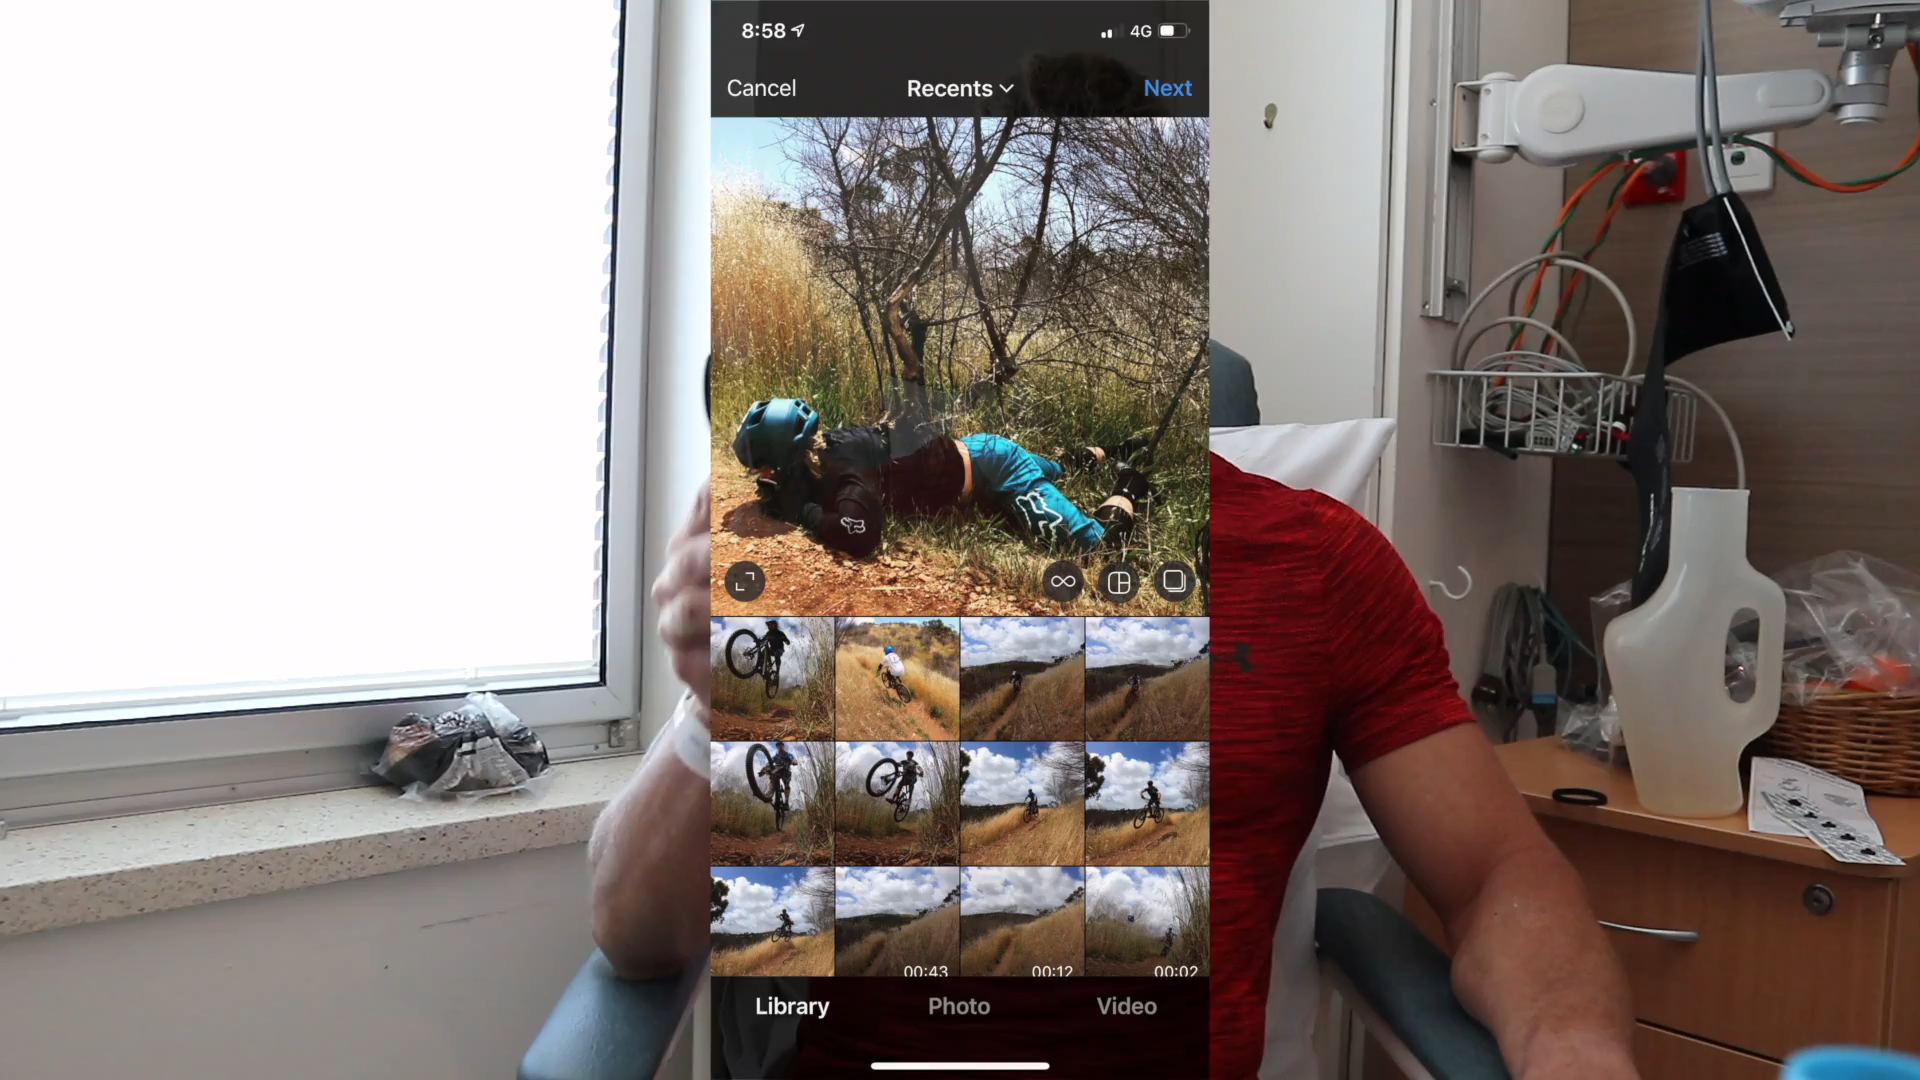 8:58
4G
Cancel
Recents
Next
00:43
00:12
00:02
Library
Photo
Video